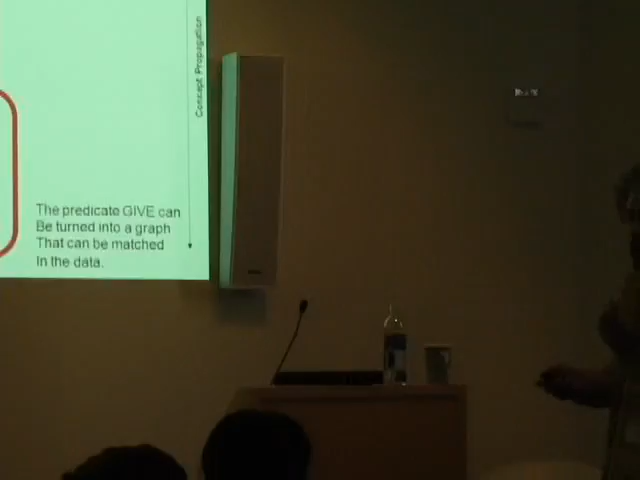 Concept Propagation
The predicate GIVE can
Be turned into a graph
That can be matched
In the data.